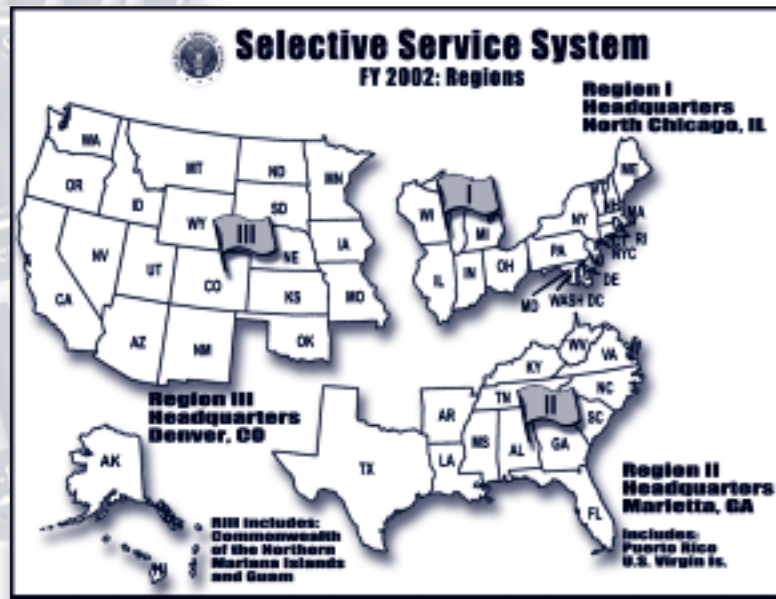 Selective Service System
FY 2002: Regions
Region I
Headquarters
North Chicago, IL
WA
MT
ND
MN
OR
ID
WY
SD
III
NE
IA
NV
UT
CO
CA
KS
MO
AZ
NM
OK
I
WI
MI
IL
IN
OH
PA
NY
ME
MA
RI
NYC
DE
WASH DC
MD
Region III
Headquarters
Denver, CO
WV
VA
KY
TN
NC
II
SC
AR
MS
AL
GA
TX
LA
FL
Region II
Headquarters
Marietta, GA
Includes:
Puerto Rico
U.S. Virgin Is.
AK
HI
RIII Includes:
Commonwealth
of the Northern
Mariana Islands
and Guam